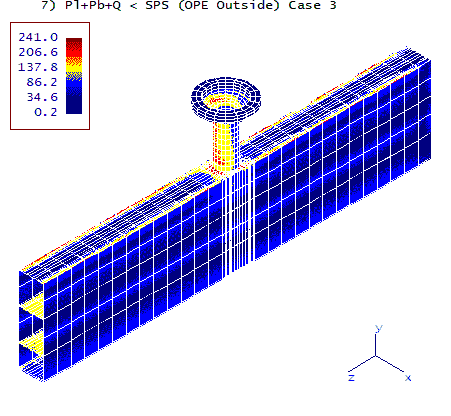 7) Pl+Pb+Q < SPS (OPE Outside) Case 3
241.0
206.6
137.8
86.2
34.6
0.2
y
z
x